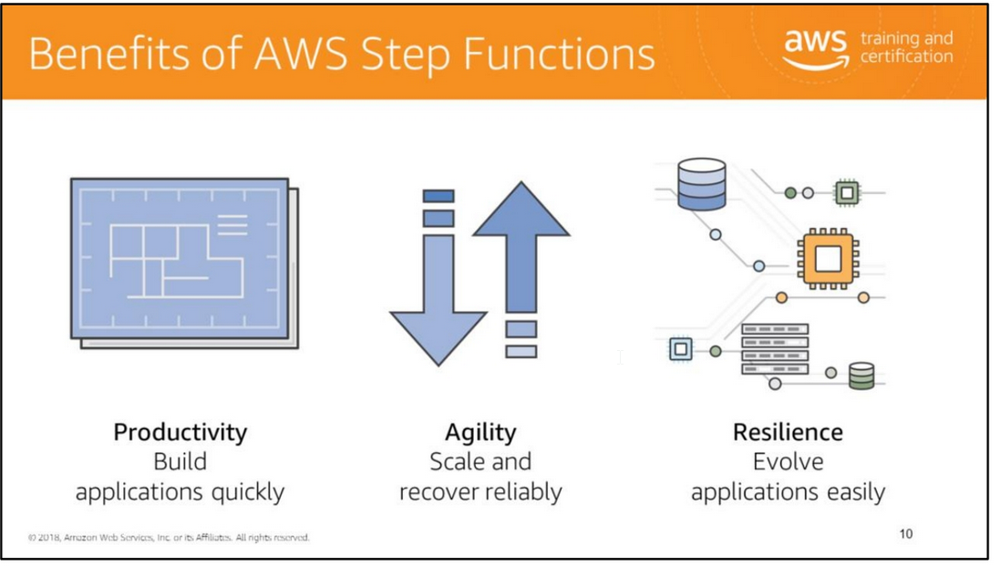 Benefits of AWS Step Functions
aws training and
certification
Productivity
Build
applications quickly
Agility
Scale and
recover reliably
Resilience
Evolve
applications easily
© 2018, Amazon Web Services, Inc. or its Affiliates. All rights reserved.
10